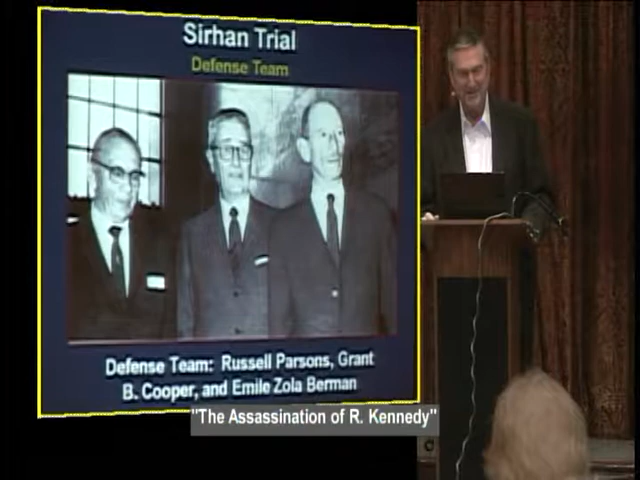 Sirhan Trial
Defense Team
Defense Team: Russell Parsons, Grant
B. Cooper, and Emile Zola Berman
"The Assassination of R. Kennedy"